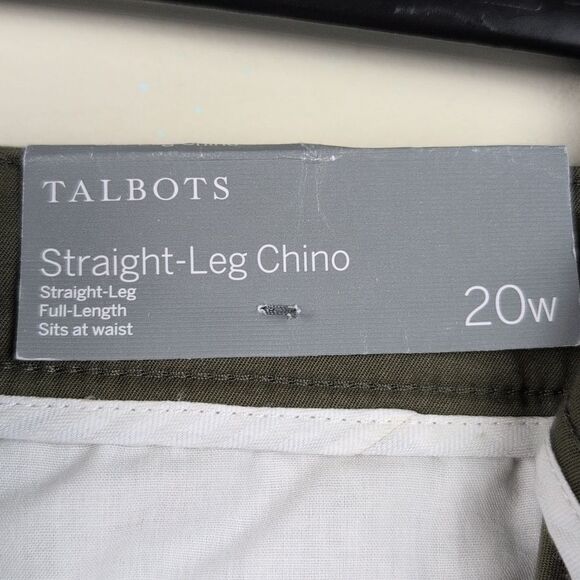 TALBOTS
Straight-Leg Chino
Straight-Leg
Full-Length
Sits at waist
20W